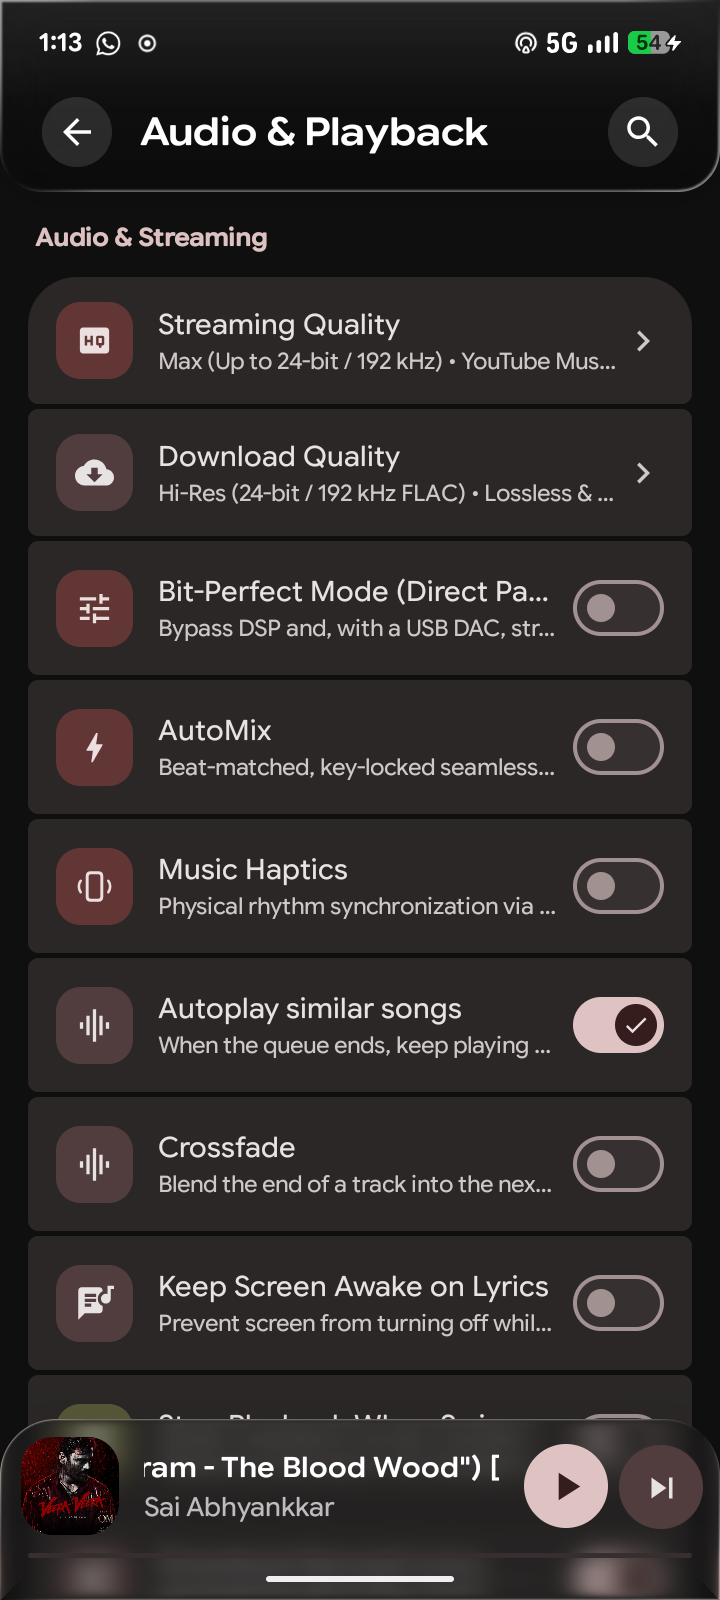 1:13 5G 54
Audio & Playback
Audio & Streaming
HQ
Streaming Quality
Max (Up to 24-bit / 192 kHz) • YouTube Mus...
Download Quality
Hi-Res (24-bit / 192 kHz FLAC) • Lossless & ...
Bit-Perfect Mode (Direct Pa...
Bypass DSP and, with a USB DAC, str...
AutoMix
Beat-matched, key-locked seamless...
Music Haptics
Physical rhythm synchronization via ...
Autoplay similar songs
When the queue ends, keep playing ...
Crossfade
Blend the end of a track into the nex...
Keep Screen Awake on Lyrics
Prevent screen from turning off whil...
ram - The Blood Wood") [
Sai Abhyankkar